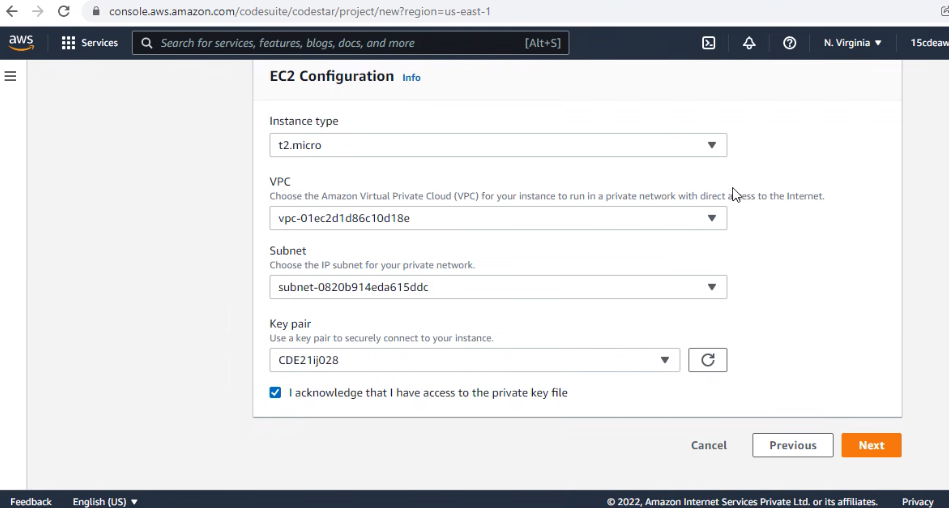 console.aws.amazon.com/codesuite/codestar/project/new?region=us-east-1
aws Services Search for services, features, blogs, docs, and more [Alt+S] N. Virginia 15cdeaw
EC2 Configuration Info
Instance type
t2.micro
VPC
Choose the Amazon Virtual Private Cloud (VPC) for your instance to run in a private network with direct access to the Internet.
vpc-01ec2d1d86c10d18e
Subnet
Choose the IP subnet for your private network.
subnet-0820b914eda615ddc
Key pair
Use a key pair to securely connect to your instance.
CDE21ij028
I acknowledge that I have access to the private key file
Cancel Previous Next
Feedback English (US) © 2022, Amazon Internet Services Private Ltd. or its affiliates. Privacy